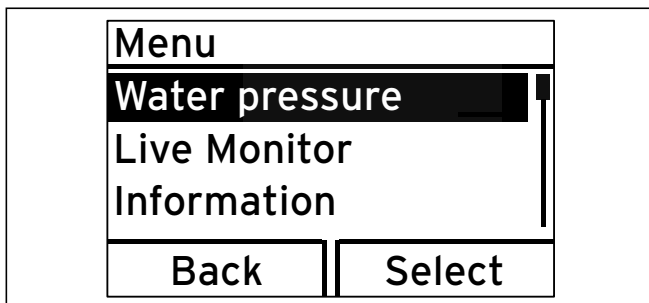 Menu
Water pressure
Live Monitor
Information
Back Select